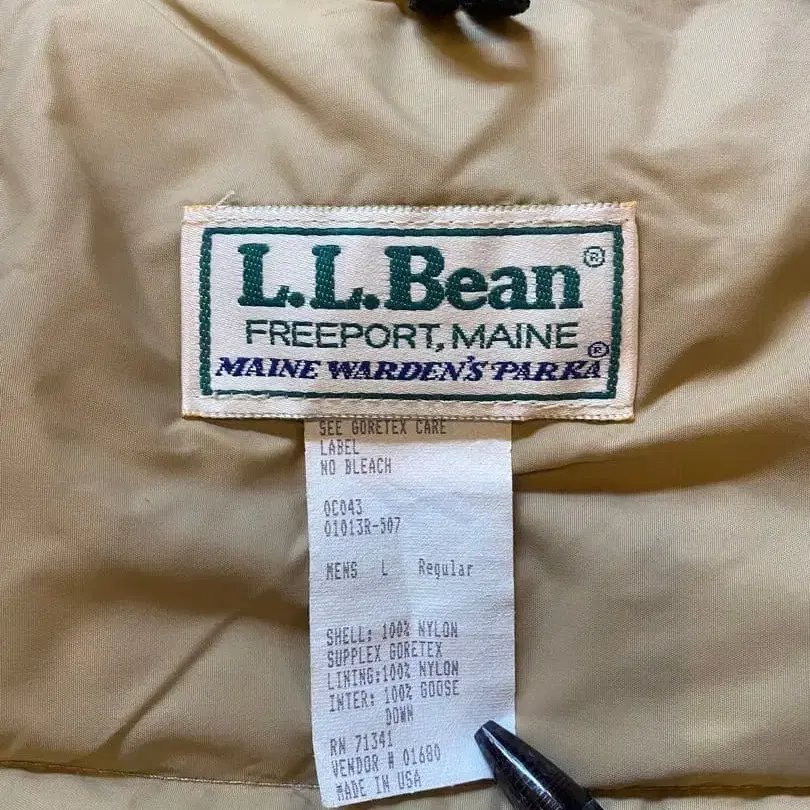 L.L.Bean®
FREEPORT, MAINE
MAINE WARDEN'S PARKA®
SEE GORETEX CARE
LABEL
NO BLEACH
0C043
01013R-507
MENS L Regular
SHELL: 100% NYLON
SUPPLEX GORETEX
LINING:100% NYLON
INTER: 100% GOOSE
DOWN
RN 71341
VENDOR # 01680
MADE IN USA